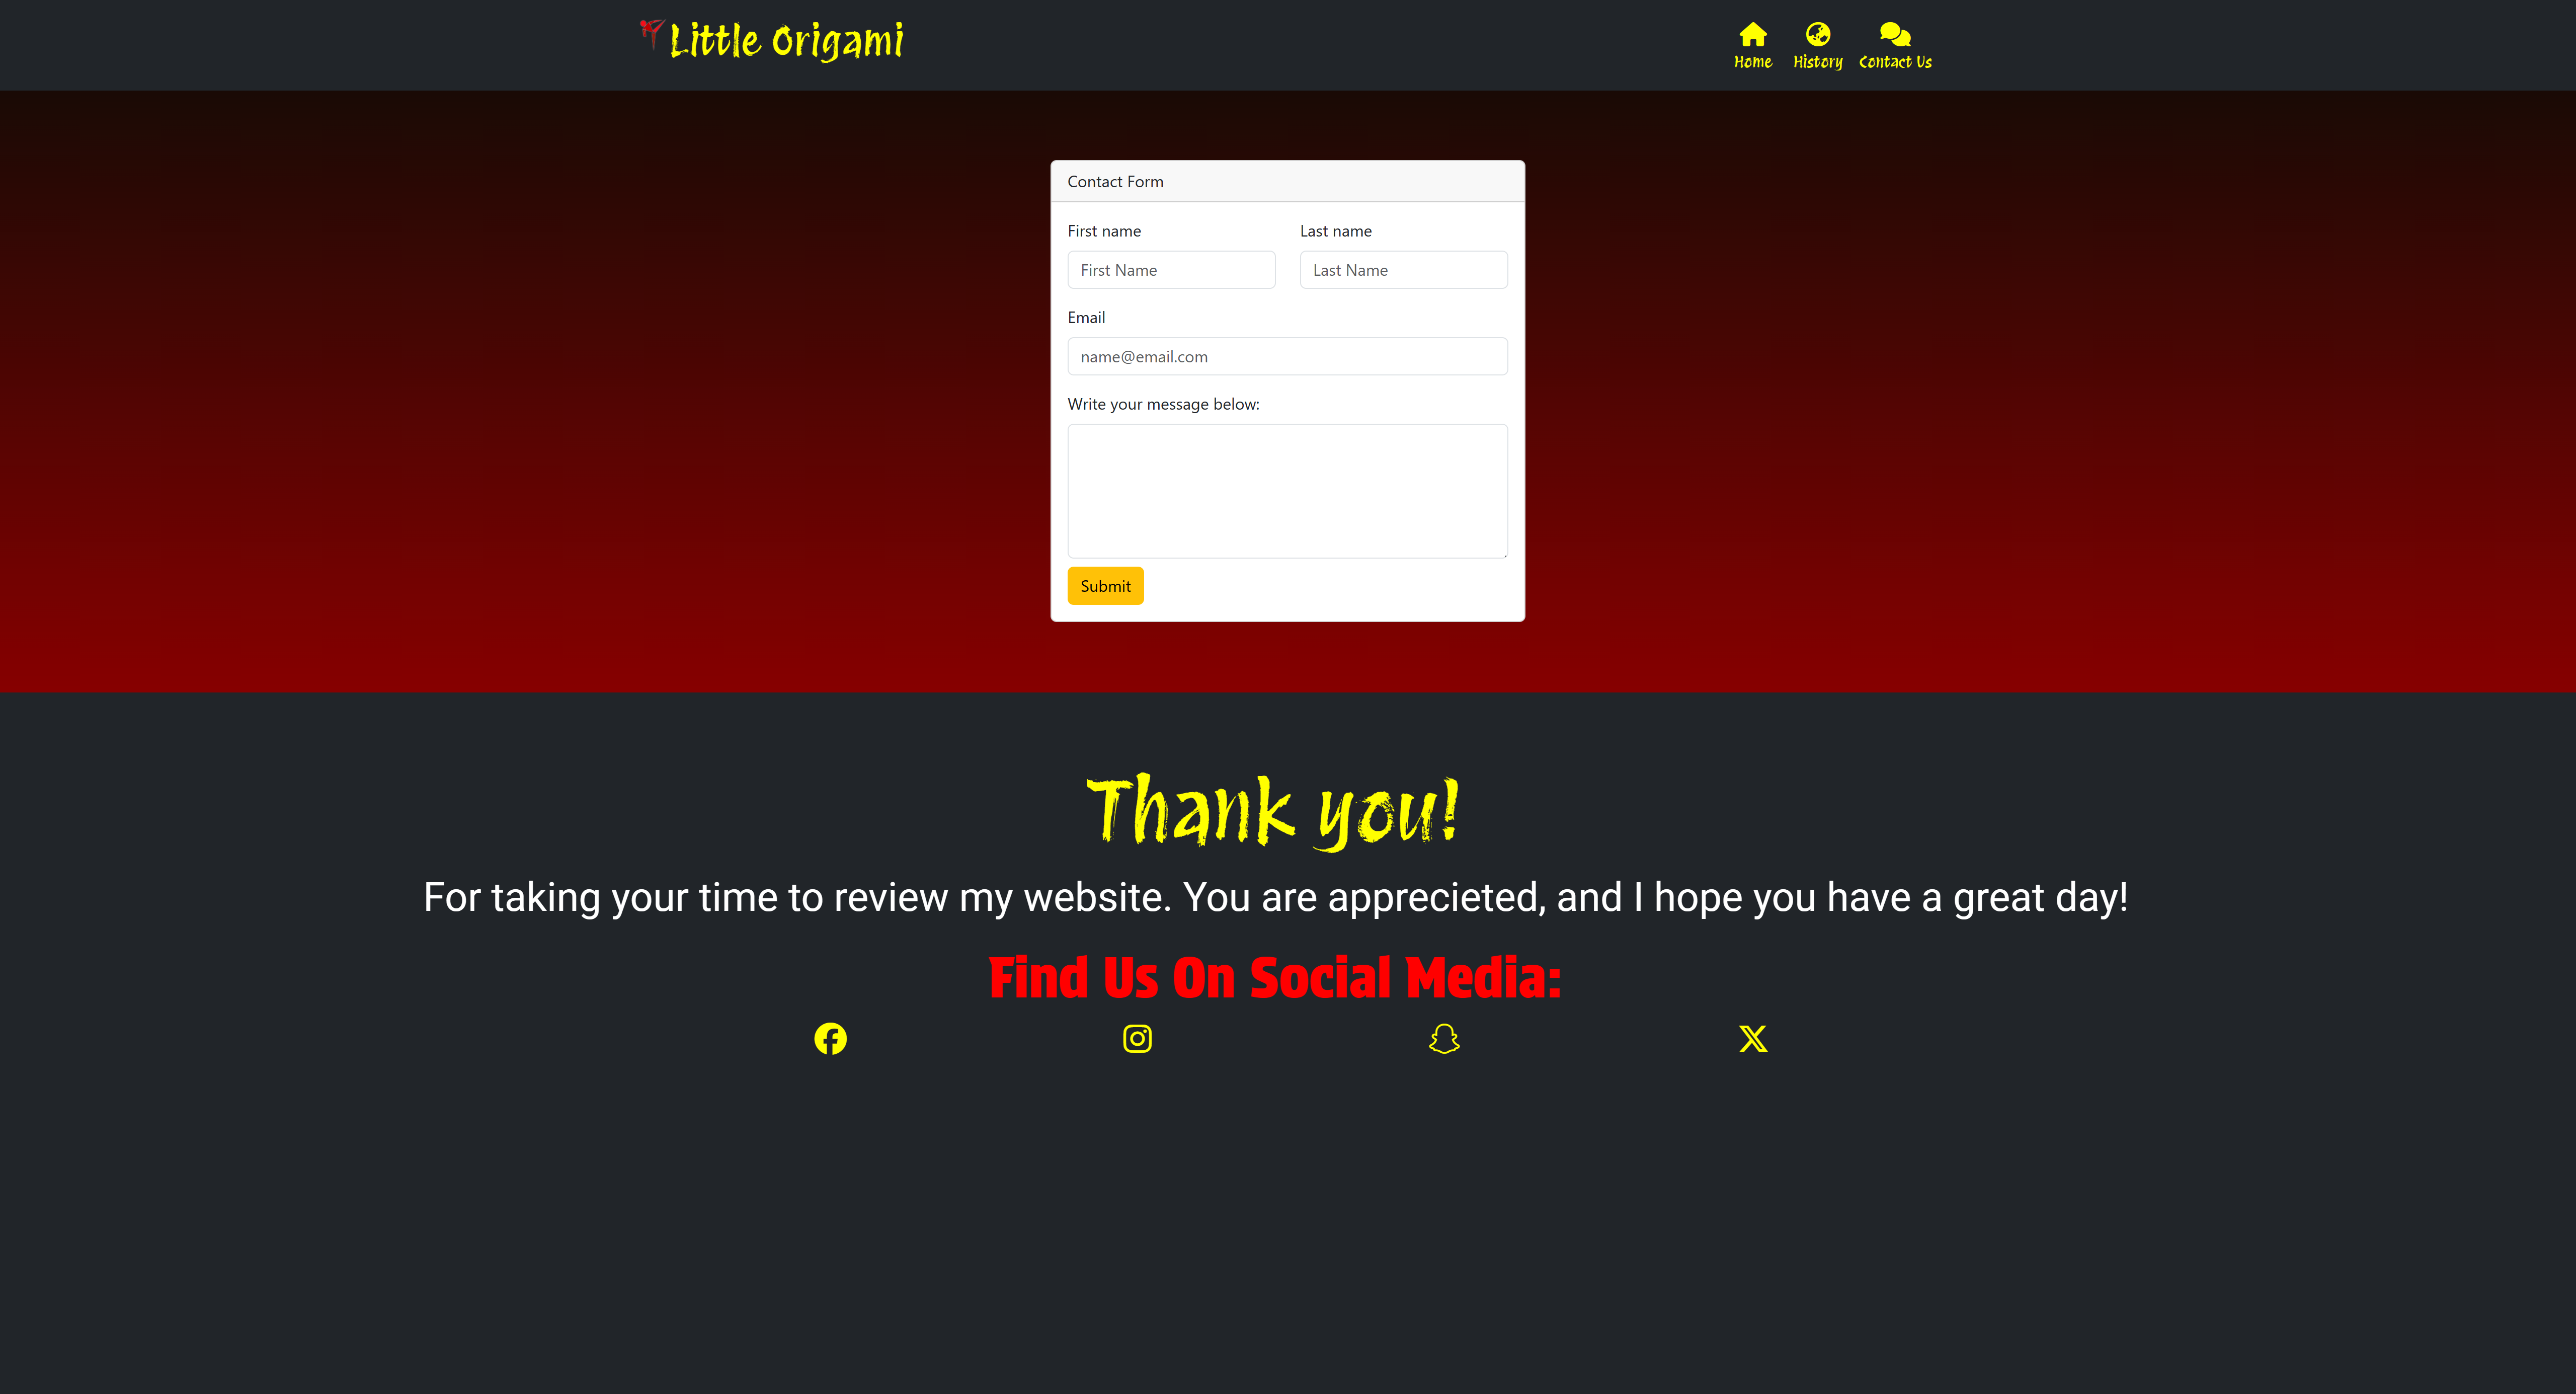 Little Origami
Home History Contact Us
Contact Form
First name Last name
First Name Last Name
Email
name@email.com
Write your message below:
Submit
Thank you!
For taking your time to review my website. You are apprecieted, and I hope you have a great day!
Find Us On Social Media: